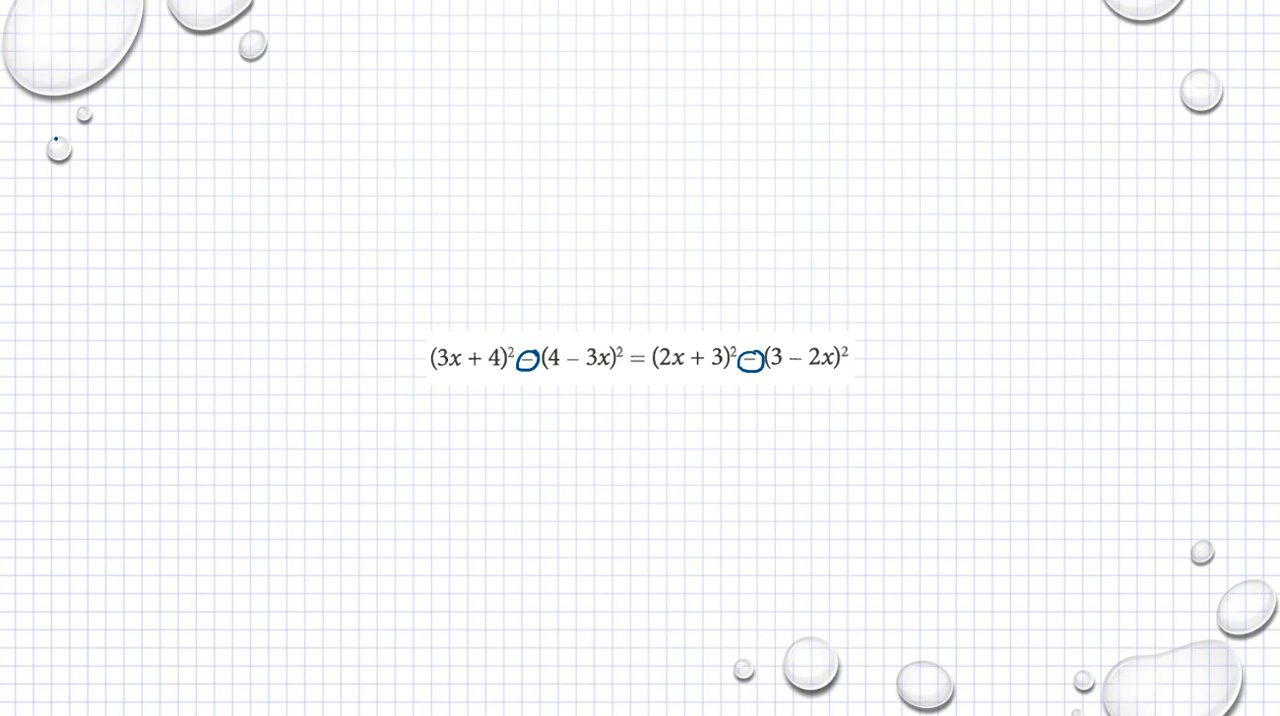 (3x + 4)² – (4 – 3x)² = (2x + 3)² – (3 – 2x)²